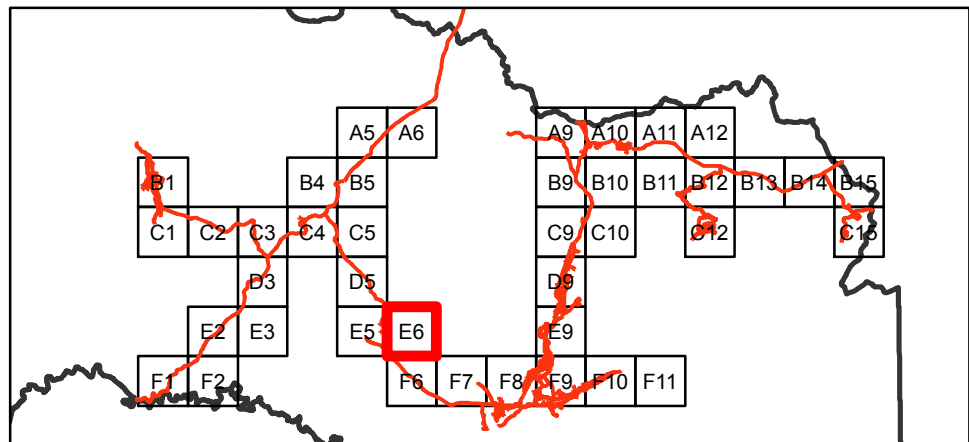 A5 A6 A9 A10 A11 A12
B1 B4 B5 B9 B10 B11 B12 B13 B14 B15
C1 C2 C3 C4 C5 C9 C10 C12 C15
D3 D5 D9
E2 E3 E5 E6 E9
F1 F2 F6 F7 F8 F9 F10 F11